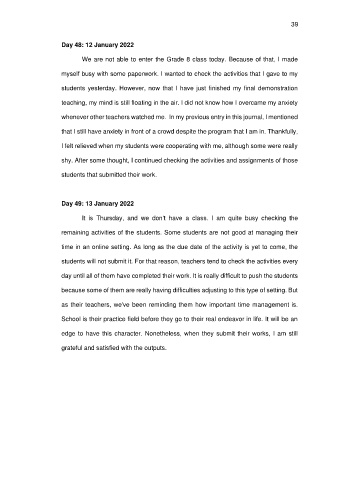 39
Day 48: 12 January 2022
We are not able to enter the Grade 8 class today. Because of that, I made
myself busy with some paperwork. I wanted to check the activities that I gave to my
students yesterday. However, now that I have just finished my final demonstration
teaching, my mind is still floating in the air. I did not know how I overcame my anxiety
whenever other teachers watched me. In my previous entry in this journal, I mentioned
that I still have anxiety in front of a crowd despite the program that I am in. Thankfully,
I felt relieved when my students were cooperating with me, although some were really
shy. After some thought, I continued checking the activities and assignments of those
students that submitted their work.
Day 49: 13 January 2022
It is Thursday, and we don't have a class. I am quite busy checking the
remaining activities of the students. Some students are not good at managing their
time in an online setting. As long as the due date of the activity is yet to come, the
students will not submit it. For that reason, teachers tend to check the activities every
day until all of them have completed their work. It is really difficult to push the students
because some of them are really having difficulties adjusting to this type of setting. But
as their teachers, we've been reminding them how important time management is.
School is their practice field before they go to their real endeavor in life. It will be an
edge to have this character. Nonetheless, when they submit their works, I am still
grateful and satisfied with the outputs.